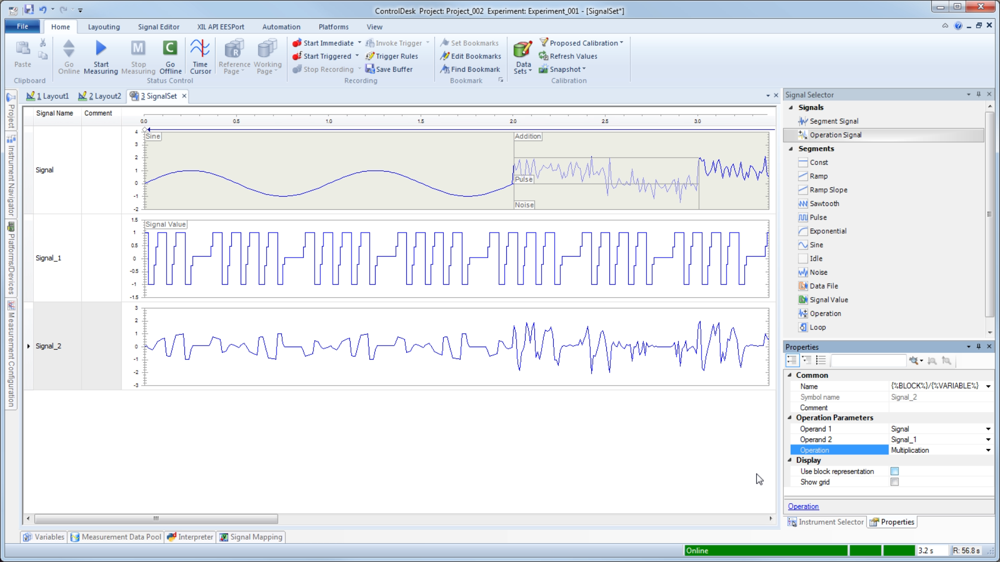 ControlDesk Project: Project_002 Experiment: Experiment_001 - [SignalSet*]
File Home Layouting Signal Editor XIL API EESPort Automation Platforms View
Paste
Clipboard
Go Online
Start Measuring
M
Stop Measuring
C
Go Offline
Status Control
Time Cursor
R
Reference Page
Working Page
Start Immediate
Start Triggered
Stop Recording
Invoke Trigger
Trigger Rules
Save Buffer
Recording
Set Bookmarks
Edit Bookmarks
Find Bookmark
Bookmark
Data Sets
Proposed Calibration
Refresh Values
Snapshot
Calibration
1 Layout1
2 Layout2
3 SignalSet
Project
Instrument Navigator
Platforms/Devices
Measurement Configuration
Signal Name Comment
0.0 0.5 1.0 1.5 2.0 2.5 3.0
Signal
4
3
2
1
0
-1
-2
Sine
Addition
Pulse
Noise
Signal_1
1.5
1
0.5
0
-0.5
-1
-1.5
Signal Value
Signal_2
3
2
1
0
-1
-2
-3
Signal Selector
Signals
Segment Signal
Operation Signal
Segments
Const
Ramp
Ramp Slope
Sawtooth
Pulse
Exponential
Sine
Idle
Noise
Data File
Signal Value
Operation
Loop
Properties
Common
Name {%BLOCK%}/{%VARIABLE%}
Symbol name Signal_2
Comment
Operation Parameters
Operand 1 Signal
Operand 2 Signal_1
Operation Multiplication
Display
Use block representation
Show grid
Operation
Instrument Selector Properties
Variables Measurement Data Pool Interpreter Signal Mapping
Online 3.2 s R: 56.8 s